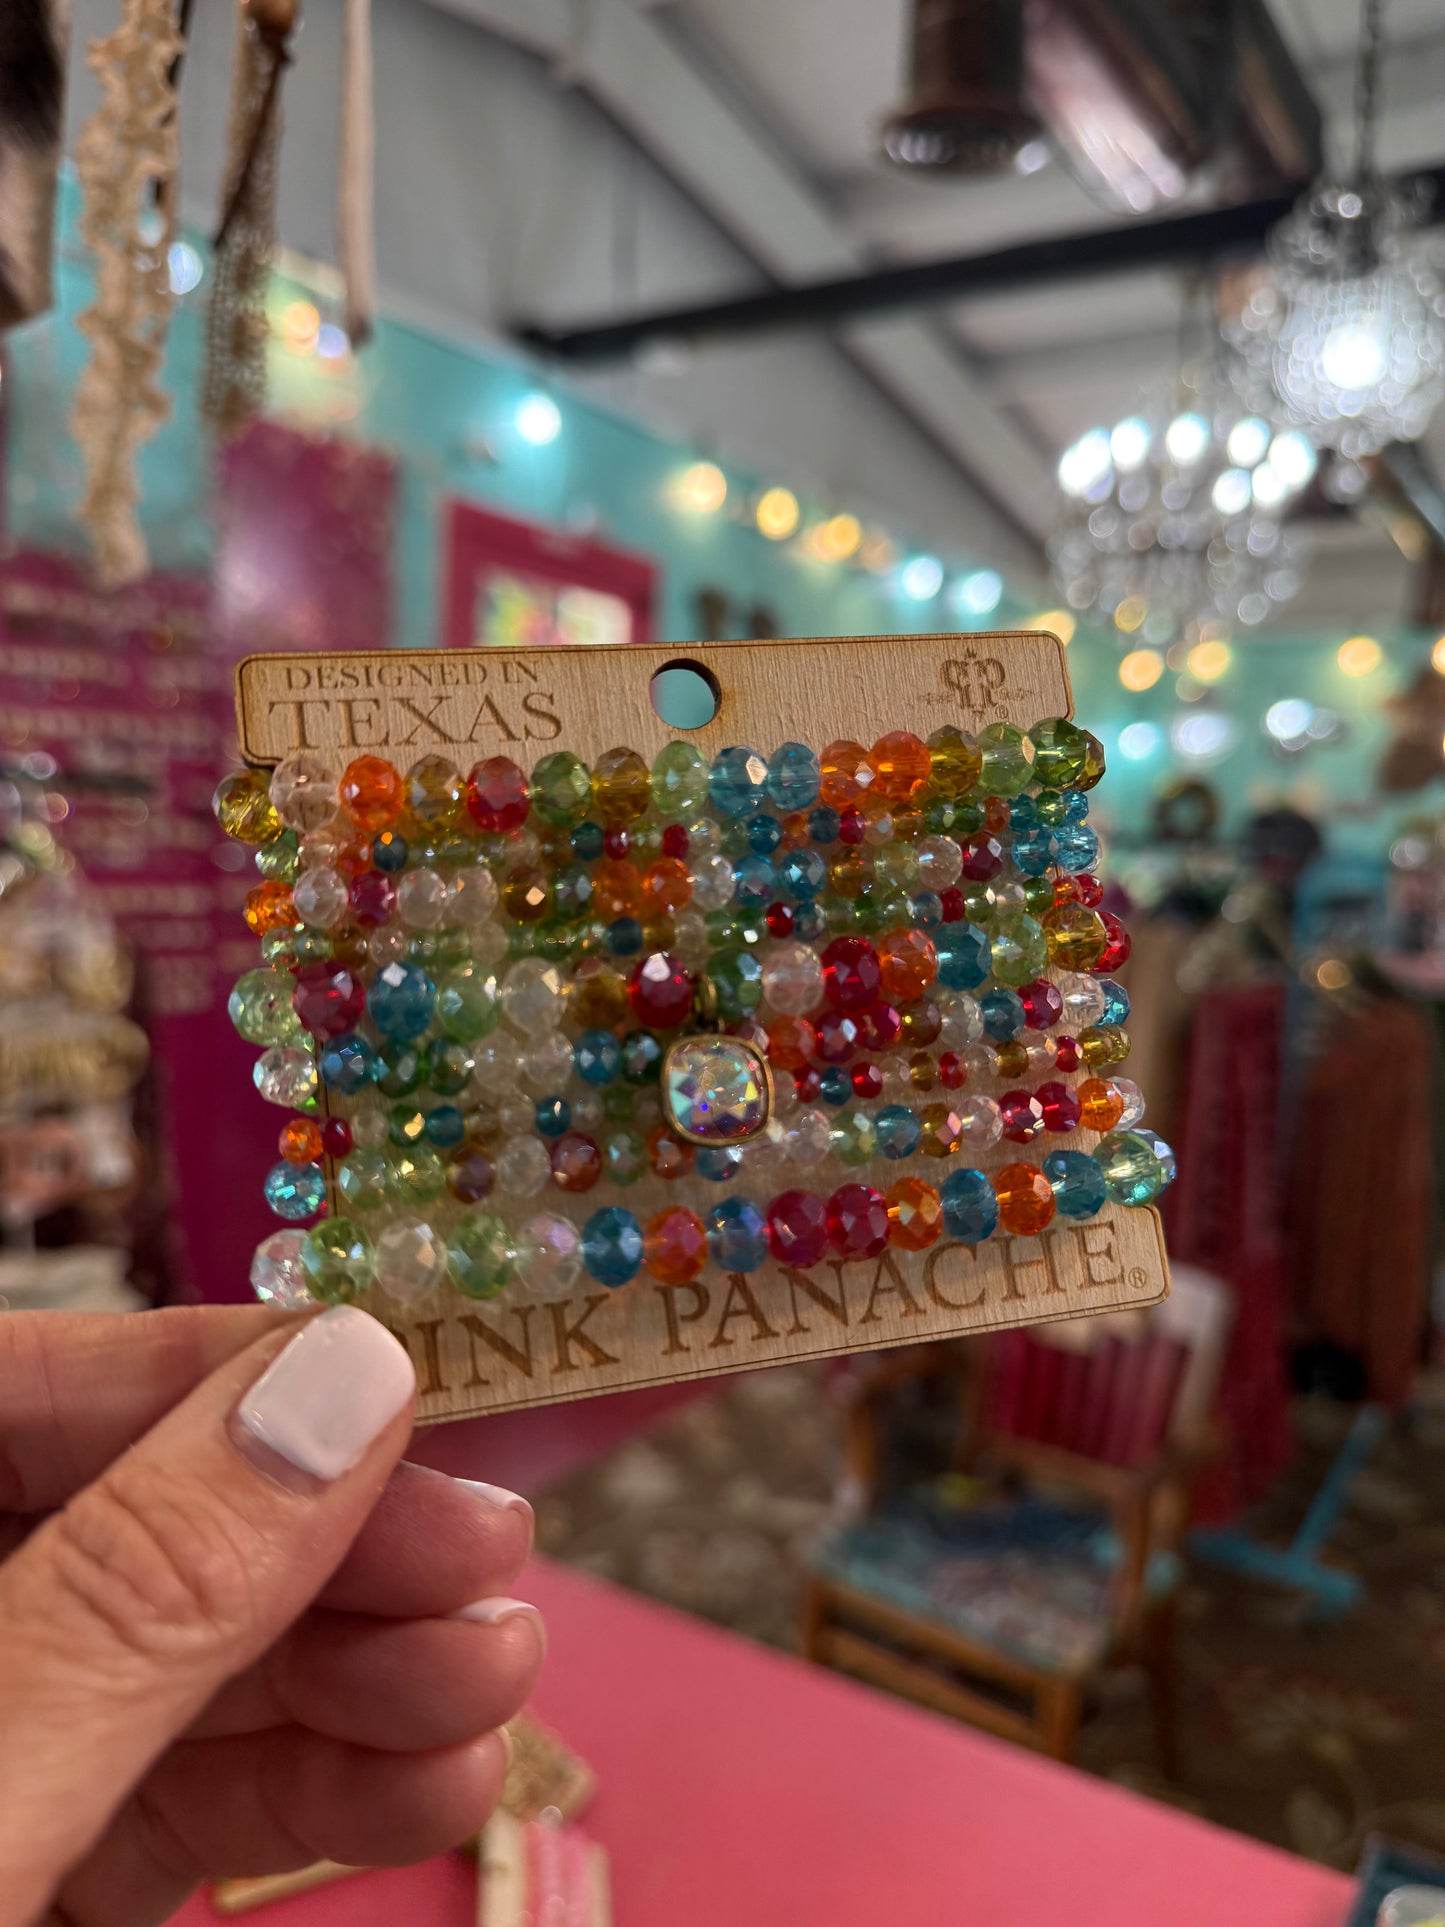 DESIGNED IN
TEXAS
®
PINK PANACHE®